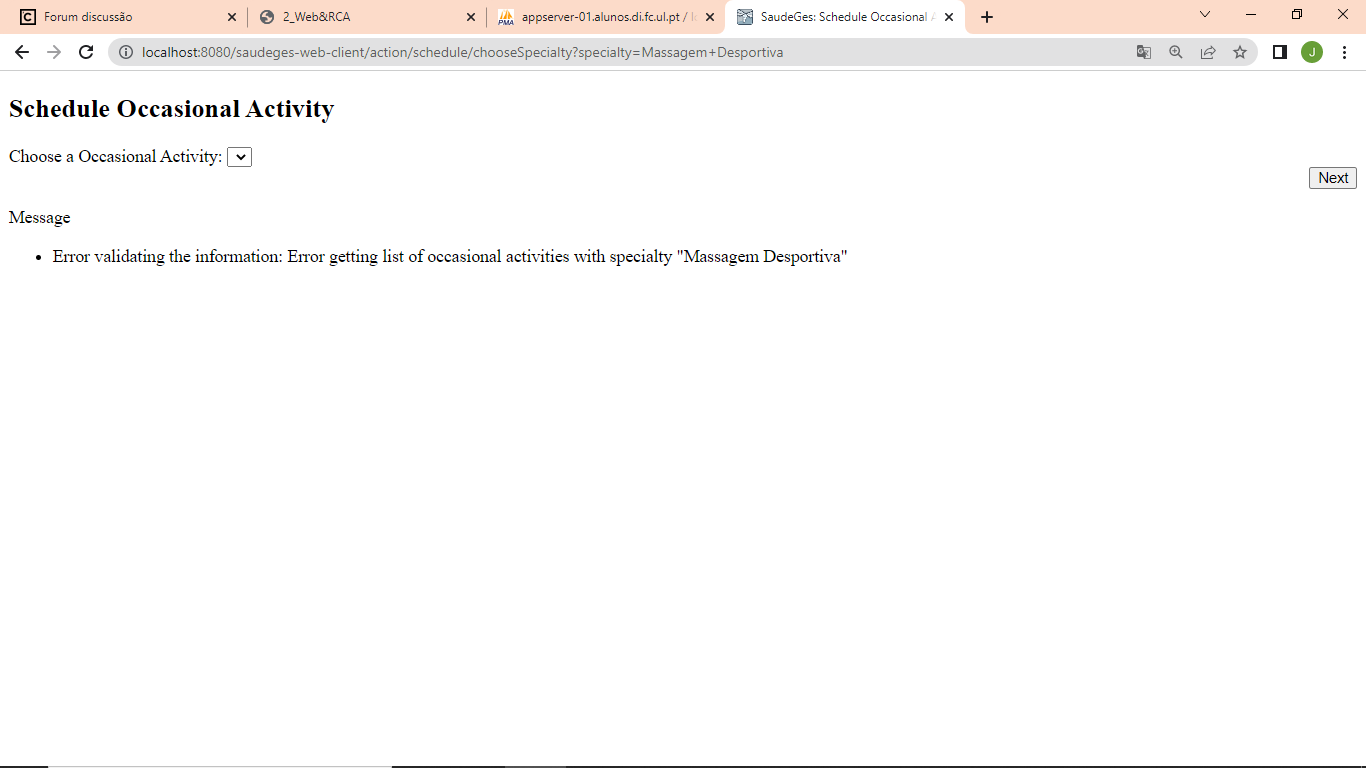 Forum discussão
2_Web&RCA
PMA
appserver-01.alunos.di.fc.ul.pt /
SaudeGes: Schedule Occasional
localhost:8080/saudeges-web-client/action/schedule/chooseSpecialty?specialty=Massagem+Desportiva
J
Schedule Occasional Activity
Choose a Occasional Activity:
Next
Message
Error validating the information: Error getting list of occasional activities with specialty "Massagem Desportiva"